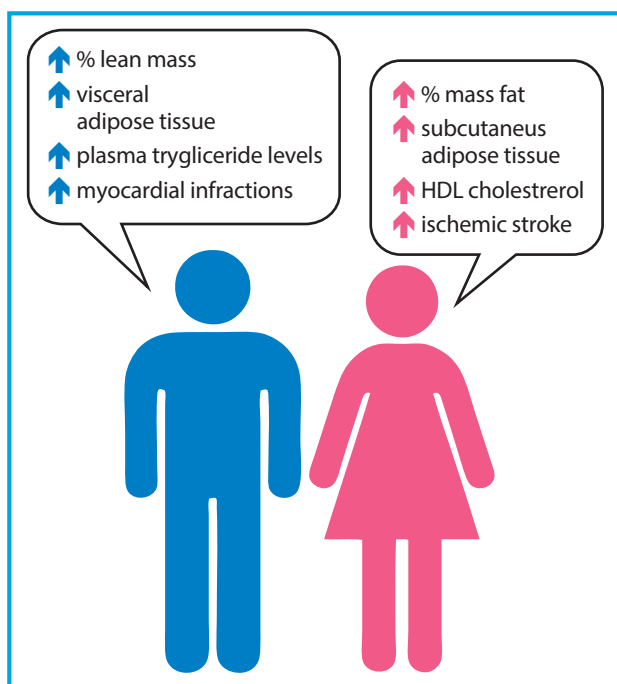 % lean mass
visceral
adipose tissue
plasma trygliceride levels
myocardial infractions
% mass fat
subcutaneus
adipose tissue
HDL cholestrerol
ischemic stroke